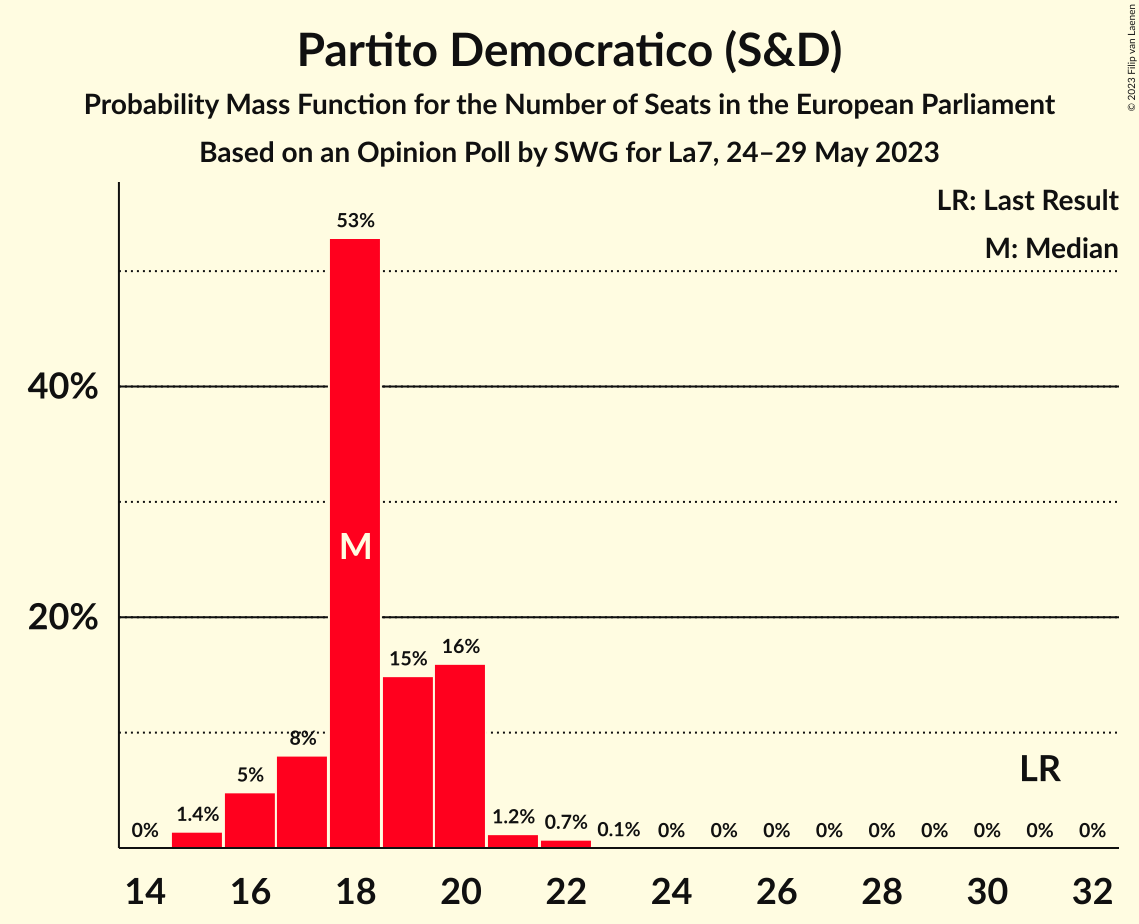 Partito Democratico (S&D)
Probability Mass Function for the Number of Seats in the European Parliament
Based on an Opinion Poll by SWG for La7, 24–29 May 2023
© 2023 Filip van Laenen
LR: Last Result
M: Median
53%
40%
M
20%
16%
15%
8%
LR
5%
1.4%
1.2%
0.7%
0.1%
0%
0%
0%
0%
0%
0%
0%
0%
0%
0%
14 16 18 20 22 24 26 28 30 32